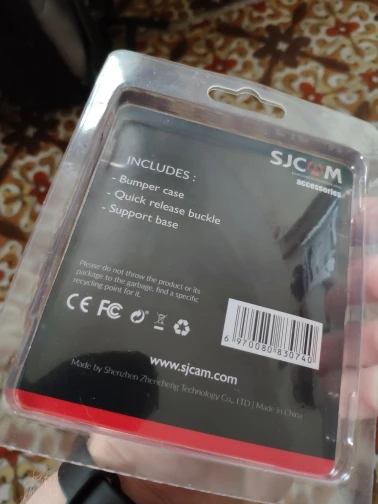 SJCAM
accessories
INCLUDES :
- Bumper case
- Quick release buckle
- Support base
Please do not throw the product or its
package to the garbage, find a specific
recycling point for it.
CE FC
6 970080 830740
www.sjcam.com
Made by Shenzhen Zhencheng Technology Co., LTD | Made in China